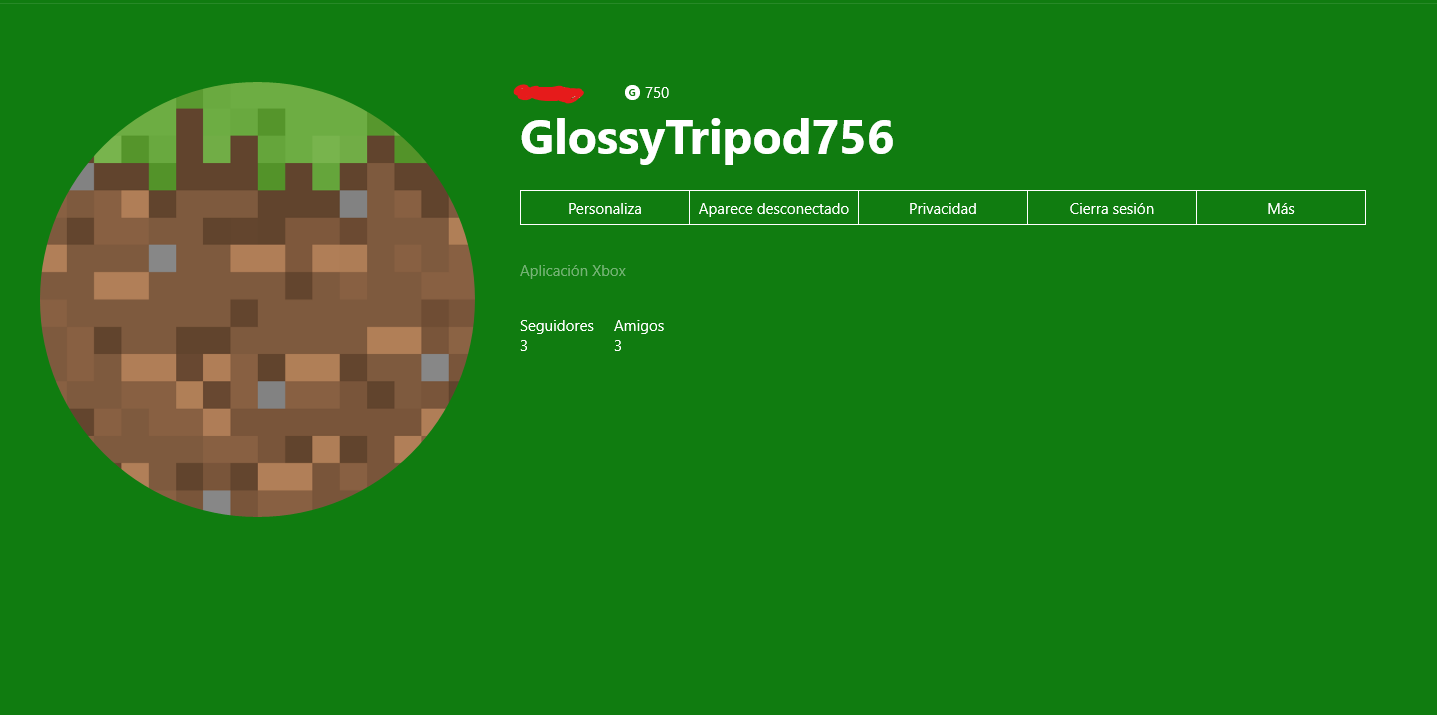 G 750
GlossyTripod756
Personaliza Aparece desconectado Privacidad Cierra sesión Más
Aplicación Xbox
Seguidores Amigos
3 3